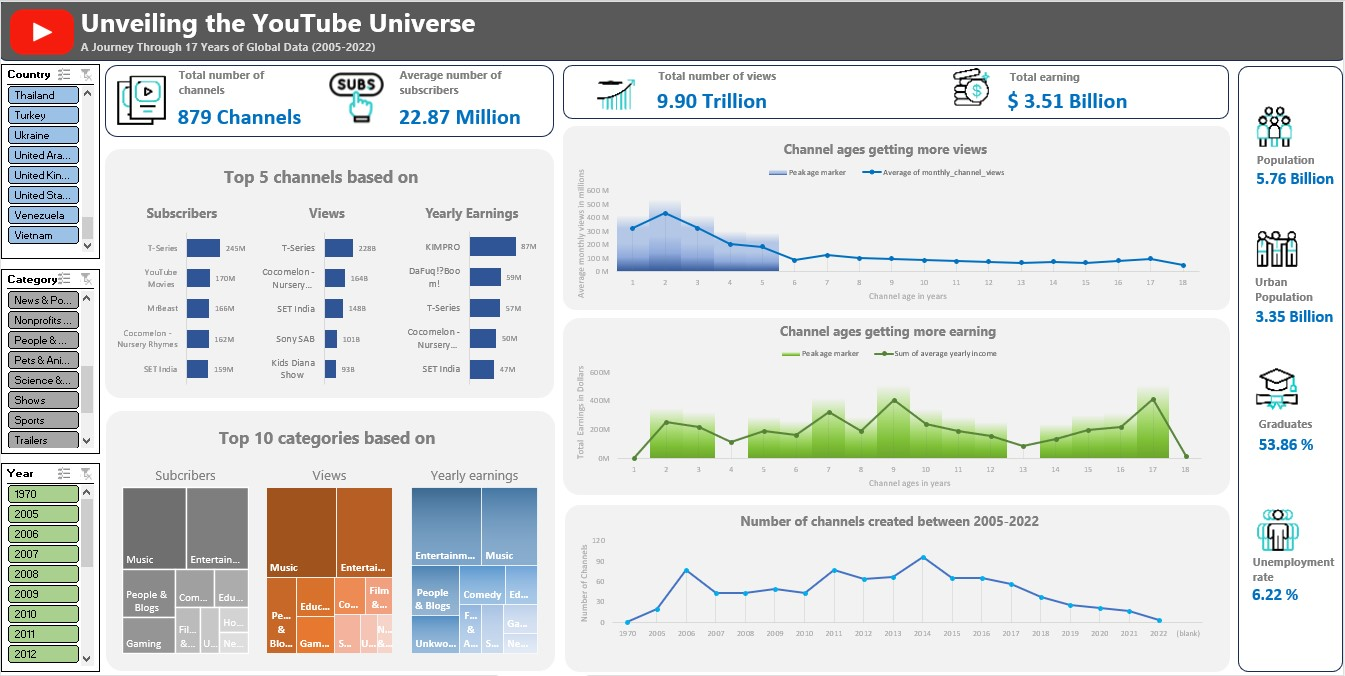 Unveiling the YouTube Universe
A Journey Through 17 Years of Global Data (2005-2022)
Country
Thailand
Turkey
Ukraine
United Ara...
United Kin...
United Sta...
Venezuela
Vietnam
Category
News & Po...
Nonprofits ...
People & ...
Pets & Ani...
Science &...
Shows
Sports
Trailers
Year
1970
2005
2006
2007
2008
2009
2010
2011
2012
Total number of
channels
879 Channels
SUBS
Average number of
subscribers
22.87 Million
Total number of views
9.90 Trillion
Total earning
$ 3.51 Billion
Top 5 channels based on
Subscribers
T-Series 245M
YouTube
Movies 170M
MrBeast 166M
Cocomelon -
Nursery Rhymes 162M
SET India 159M
Views
T-Series 228B
Cocomelon -
Nursery... 164B
SET India 148B
Sony SAB 101B
Kids Diana
Show 93B
Yearly Earnings
KIMPRO 87M
DaFuq!?Boo
m! 59M
T-Series 57M
Cocomelon -
Nursery... 50M
SET India 47M
Top 10 categories based on
Subcribers
Music
Entertain...
People &
Blogs
Com...
Edu...
Gaming
Fil...
&...
U...
Ho...
Ne...
Views
Music
Entertai...
Pe...
&
Blo...
Educ...
Co...
Film
&...
Gam...
S...
U...
N...
&...
Yearly earnings
Entertainm...
Music
People
& Blogs
Comedy
Ed...
Unkwo...
F...
&
A...
S...
Ga...
Ne...
Channel ages getting more views
Peakage marker
Average of monthly_channel_views
Average monthly views in millions
600 M
500 M
400 M
300 M
200 M
100 M
0 M
1 2 3 4 5 6 7 8 9 10 11 12 13 14 15 16 17 18
Channel age in years
Channel ages getting more earning
Peakage marker
Sum of average yearly income
Total Earnings in Dollars
600M
400M
200M
0M
1 2 3 4 5 6 7 8 9 10 11 12 13 14 15 16 17 18
Channel ages in years
Number of channels created between 2005-2022
Number of Channels
120
90
60
30
0
1970 2005 2006 2007 2008 2009 2010 2011 2012 2013 2014 2015 2016 2017 2018 2019 2020 2021 2022 (blank)
Population
5.76 Billion
Urban
Population
3.35 Billion
Graduates
53.86 %
Unemployment
rate
6.22 %